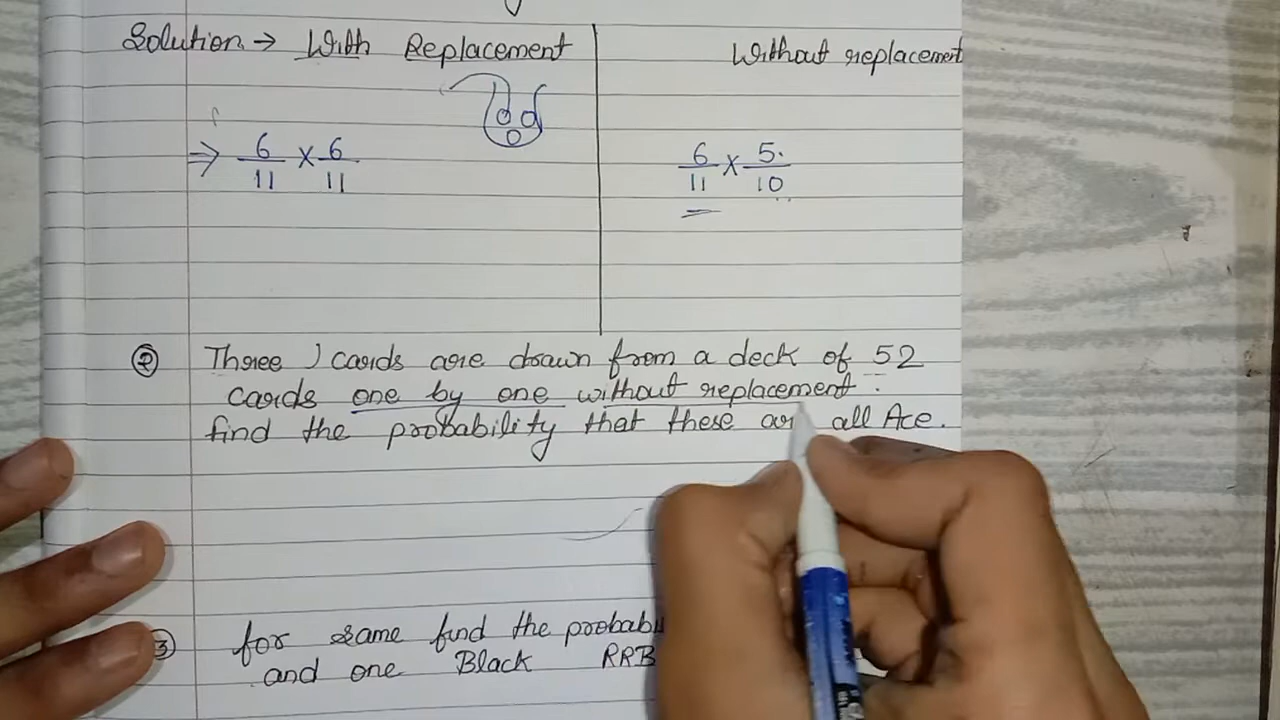 Solution → With Replacement
Without replacement
⇒ 6/11 × 6/11
6/11 × 5/10
② Three cards are drawn from a deck of 52
cards one by one without replacement.
find the probability that these are all Ace.
③ for same find the
and one Black RRB